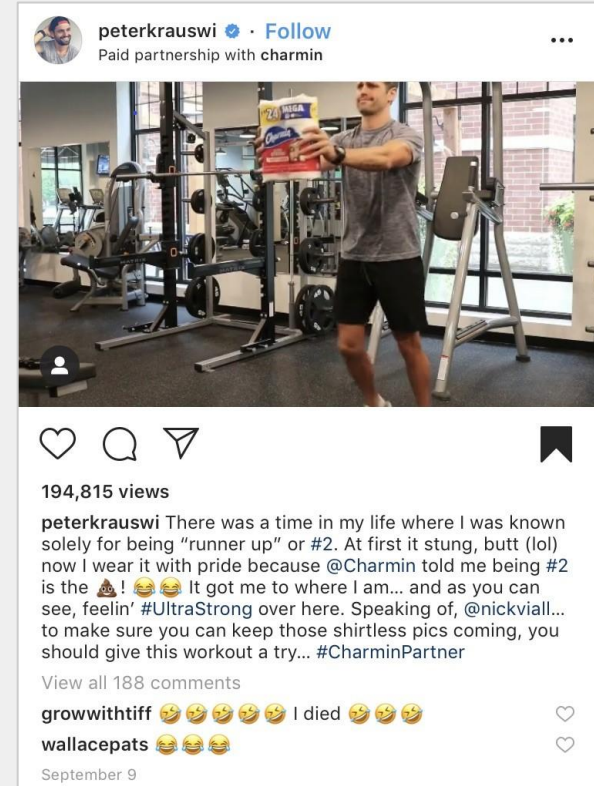 peterkrauswi · Follow
Paid partnership with charmin
24 MEGA
Charmin
194,815 views
peterkrauswi There was a time in my life where I was known
solely for being “runner up” or #2. At first it stung, butt (lol)
now I wear it with pride because @Charmin told me being #2
is the 💩! 😂😂 It got me to where I am... and as you can
see, feelin’ #UltraStrong over here. Speaking of, @nickviall...
to make sure you can keep those shirtless pics coming, you
should give this workout a try... #CharminPartner
View all 188 comments
growwithtiff 🤣🤣🤣🤣🤣 I died 🤣🤣🤣
wallacepats 😂😂😂
September 9